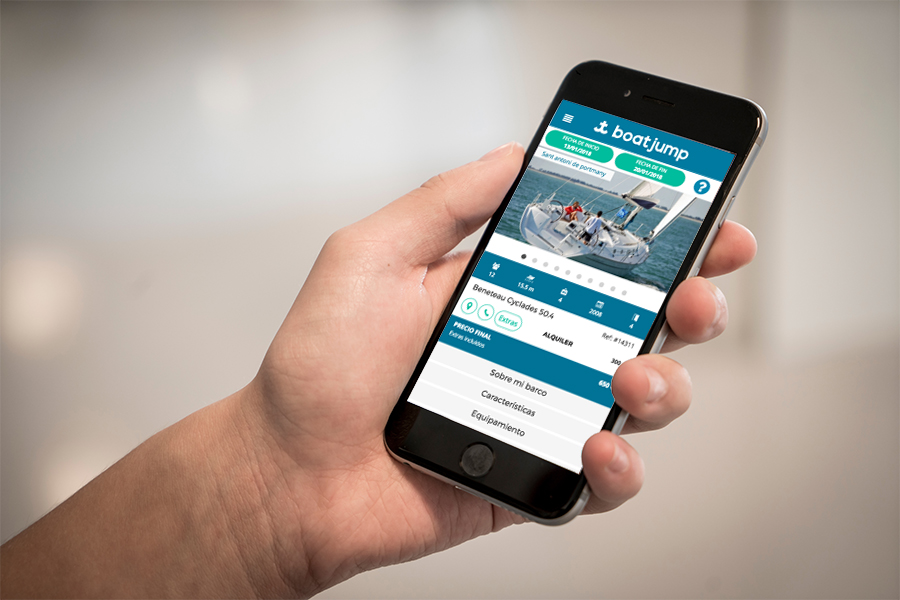 boatjump
FECHA DE INICIO
13/01/2018
FECHA DE FIN
20/01/2018
?
Sant antoni de portmany
12
15.5 m
4
2008
4
Beneteau Cyclades 50.4
Ref: #14311
Extras
ALQUILER
300
PRECIO FINAL
Extras incluidos
650
Sobre mi barco
Características
Equipamiento